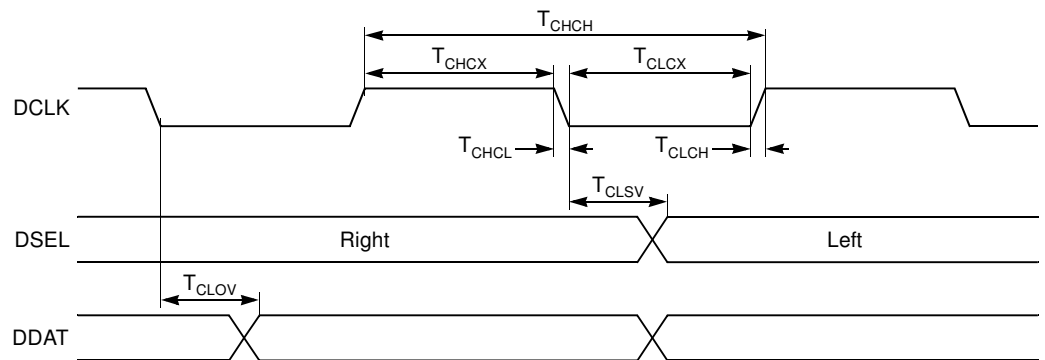 T_CHCH
T_CHCX T_CLCX
DCLK
T_CHCL T_CLCH
T_CLSV
DSEL Right Left
T_CLOV
DDAT